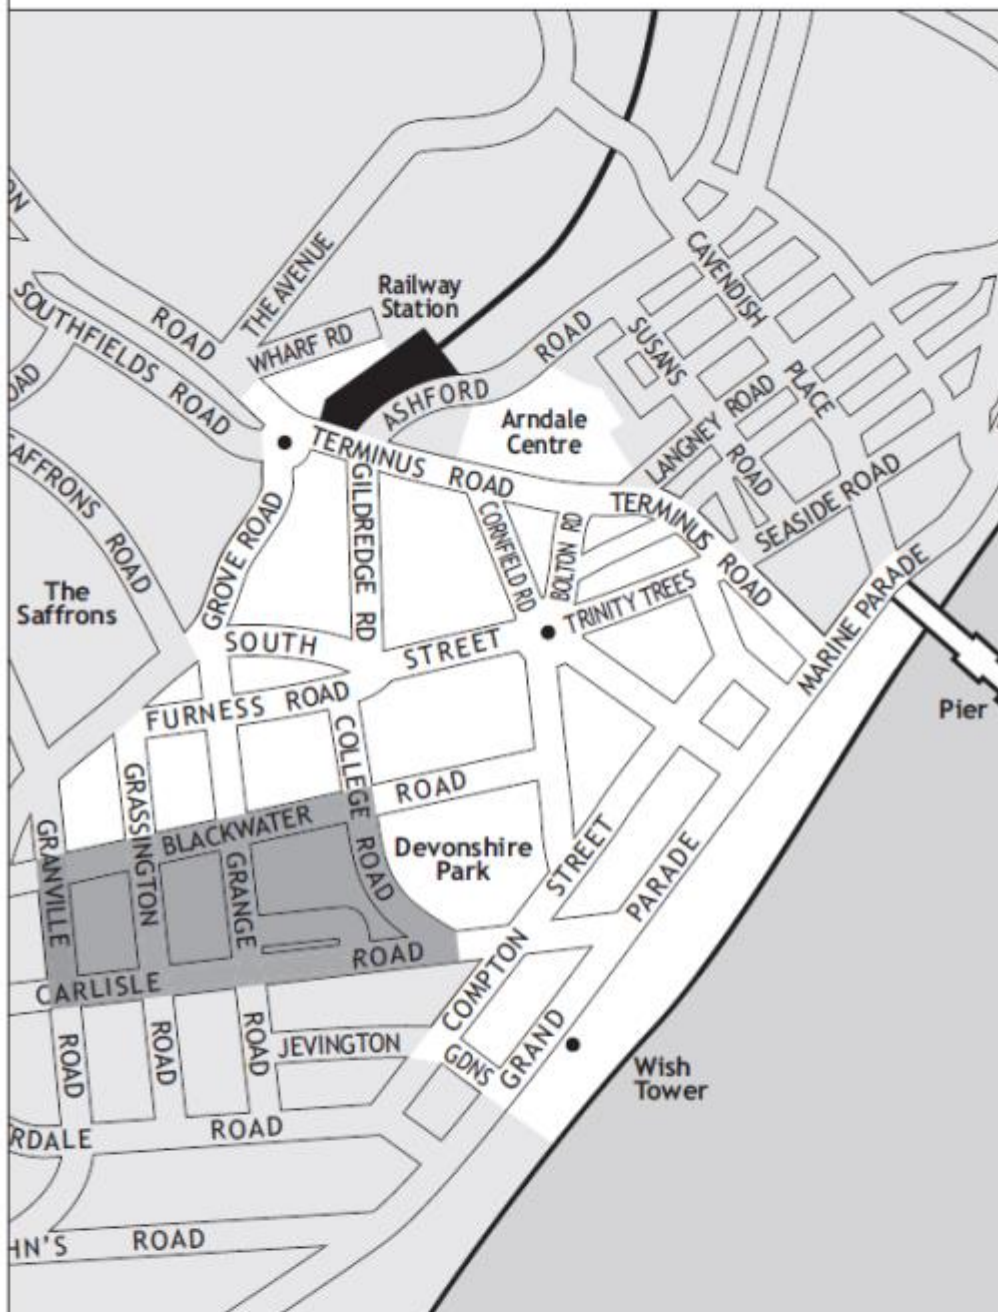 ROAD
THE AVENUE
Railway
Station
WHARF RD
SOUTHFIELDS ROAD
ASHFORD ROAD
CAVENDISH PLACE
SUSANS ROAD
LANGNEY ROAD
Arndale
Centre
TERMINUS ROAD
TERMINUS ROAD
SEASIDE ROAD
GILDREDGE RD
CORNFIELD RD
BOLTON RD
TRINITY TREES
GROVE ROAD
SAFFRONS ROAD
The
Saffrons
SOUTH STREET
MARINE PARADE
Pier
FURNESS ROAD
COLLEGE ROAD
GRASSINGTON ROAD
BLACKWATER ROAD
Devonshire
Park
GRANVILLE ROAD
GRANGE ROAD
CARLISLE ROAD
COMPTON STREET
GRAND PARADE
JEVINGTON GDNS
Wish
Tower
RDALE ROAD
HN'S ROAD